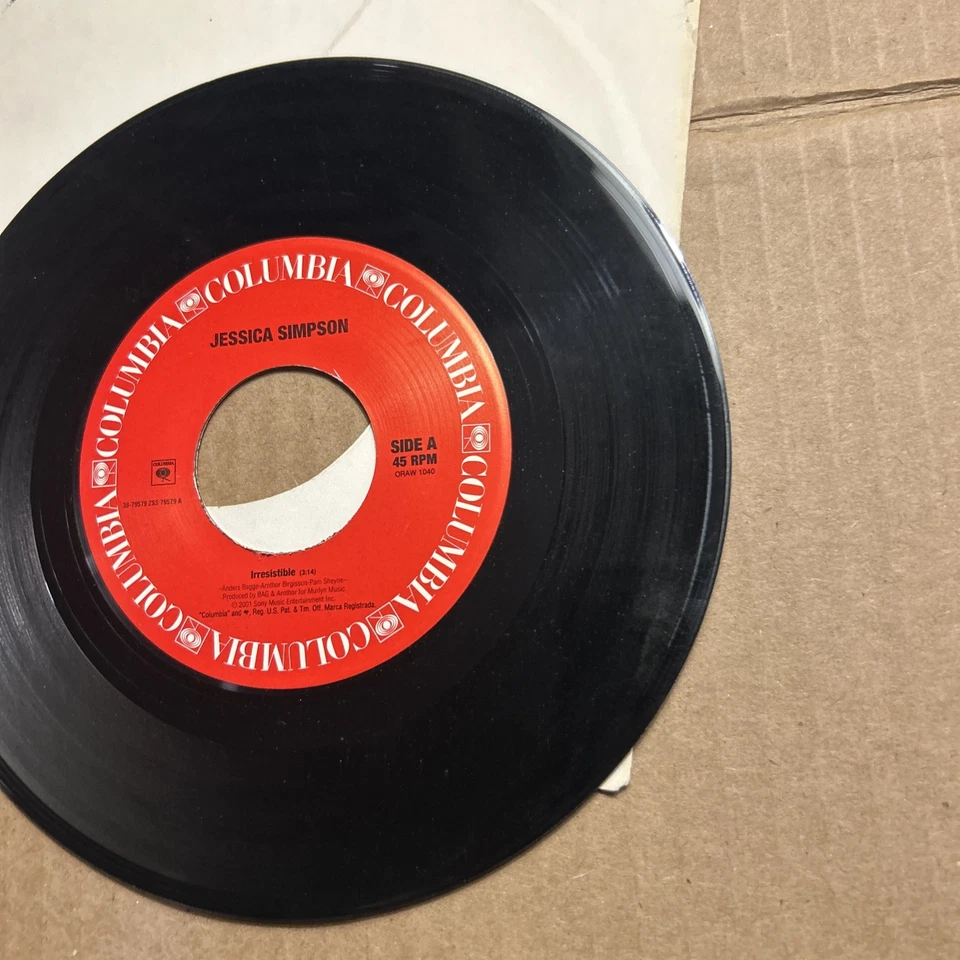 COLUMBIA COLUMBIA COLUMBIA COLUMBIA COLUMBIA COLUMBIA
JESSICA SIMPSON
SIDE A
45 RPM
ORAW 1040
COLUMBIA
38-79579 ZSS 79579 A
Irresistible (3:14)
-Anders Bagge-Arnthor Birgisson-Pam Sheyne-
Produced by BAG & Arnthor for Murlyn Music
© 2001 Sony Music Entertainment Inc.
"Columbia" and Reg. U.S. Pat. & Tm. Off. Marca Registrada.